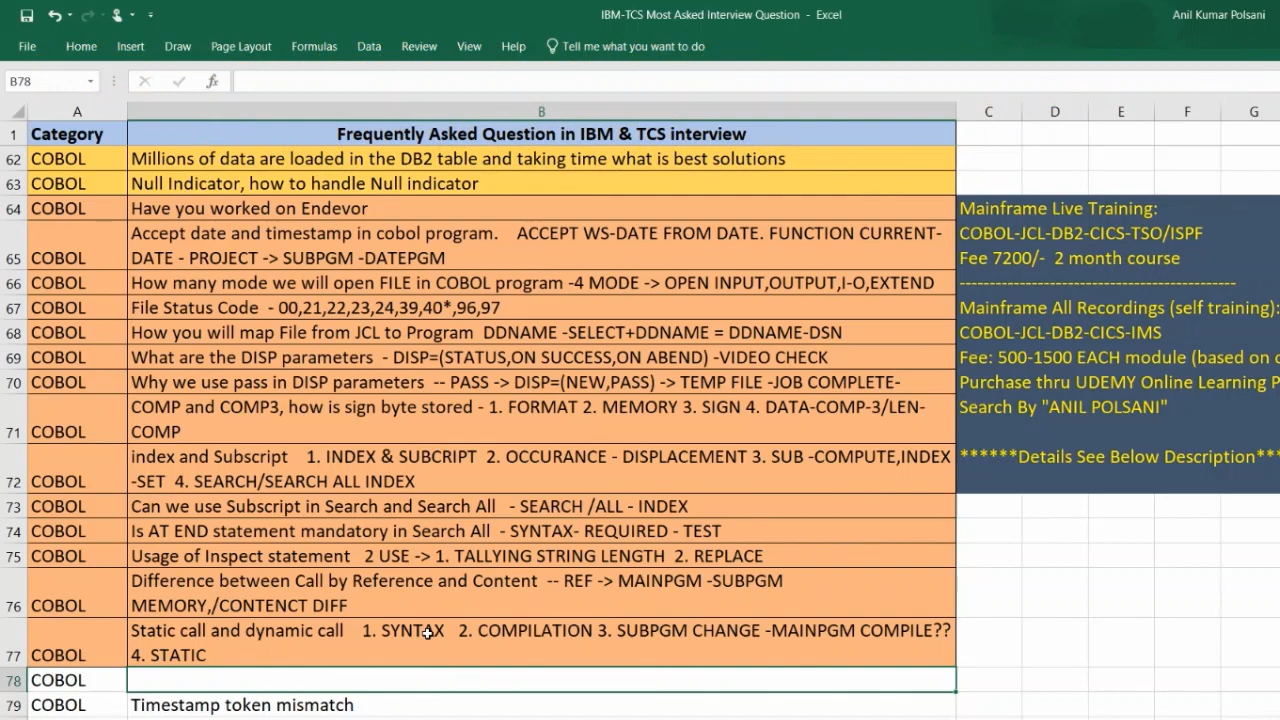 IBM-TCS Most Asked Interview Question - Excel
Anil Kumar Polsani
File Home Insert Draw Page Layout Formulas Data Review View Help Tell me what you want to do
B78
fx
A B C D E F G
1 Category Frequently Asked Question in IBM & TCS interview
62 COBOL Millions of data are loaded in the DB2 table and taking time what is best solutions
63 COBOL Null Indicator, how to handle Null indicator
64 COBOL Have you worked on Endevor
Accept date and timestamp in cobol program. ACCEPT WS-DATE FROM DATE. FUNCTION CURRENT-
65 COBOL DATE - PROJECT -> SUBPGM -DATEPGM
66 COBOL How many mode we will open FILE in COBOL program -4 MODE -> OPEN INPUT,OUTPUT,I-O,EXTEND
67 COBOL File Status Code - 00,21,22,23,24,39,40*,96,97
68 COBOL How you will map File from JCL to Program DDNAME -SELECT+DDNAME = DDNAME-DSN
69 COBOL What are the DISP parameters - DISP=(STATUS,ON SUCCESS,ON ABEND) -VIDEO CHECK
70 COBOL Why we use pass in DISP parameters -- PASS -> DISP=(NEW,PASS) -> TEMP FILE -JOB COMPLETE-
COMP and COMP3, how is sign byte stored - 1. FORMAT 2. MEMORY 3. SIGN 4. DATA-COMP-3/LEN-
71 COBOL COMP
index and Subscript 1. INDEX & SUBCRIPT 2. OCCURANCE - DISPLACEMENT 3. SUB -COMPUTE,INDEX
72 COBOL -SET 4. SEARCH/SEARCH ALL INDEX
73 COBOL Can we use Subscript in Search and Search All - SEARCH /ALL - INDEX
74 COBOL Is AT END statement mandatory in Search All - SYNTAX- REQUIRED - TEST
75 COBOL Usage of Inspect statement 2 USE -> 1. TALLYING STRING LENGTH 2. REPLACE
Difference between Call by Reference and Content -- REF -> MAINPGM -SUBPGM
76 COBOL MEMORY,/CONTENCT DIFF
Static call and dynamic call 1. SYNTAX 2. COMPILATION 3. SUBPGM CHANGE -MAINPGM COMPILE??
77 COBOL 4. STATIC
78 COBOL
79 COBOL Timestamp token mismatch
Mainframe Live Training:
COBOL-JCL-DB2-CICS-TSO/ISPF
Fee 7200/- 2 month course
--------------------------------------------
Mainframe All Recordings (self training):
COBOL-JCL-DB2-CICS-IMS
Fee: 500-1500 EACH module (based on
Purchase thru UDEMY Online Learning
Search By "ANIL POLSANI"
******Details See Below Description***